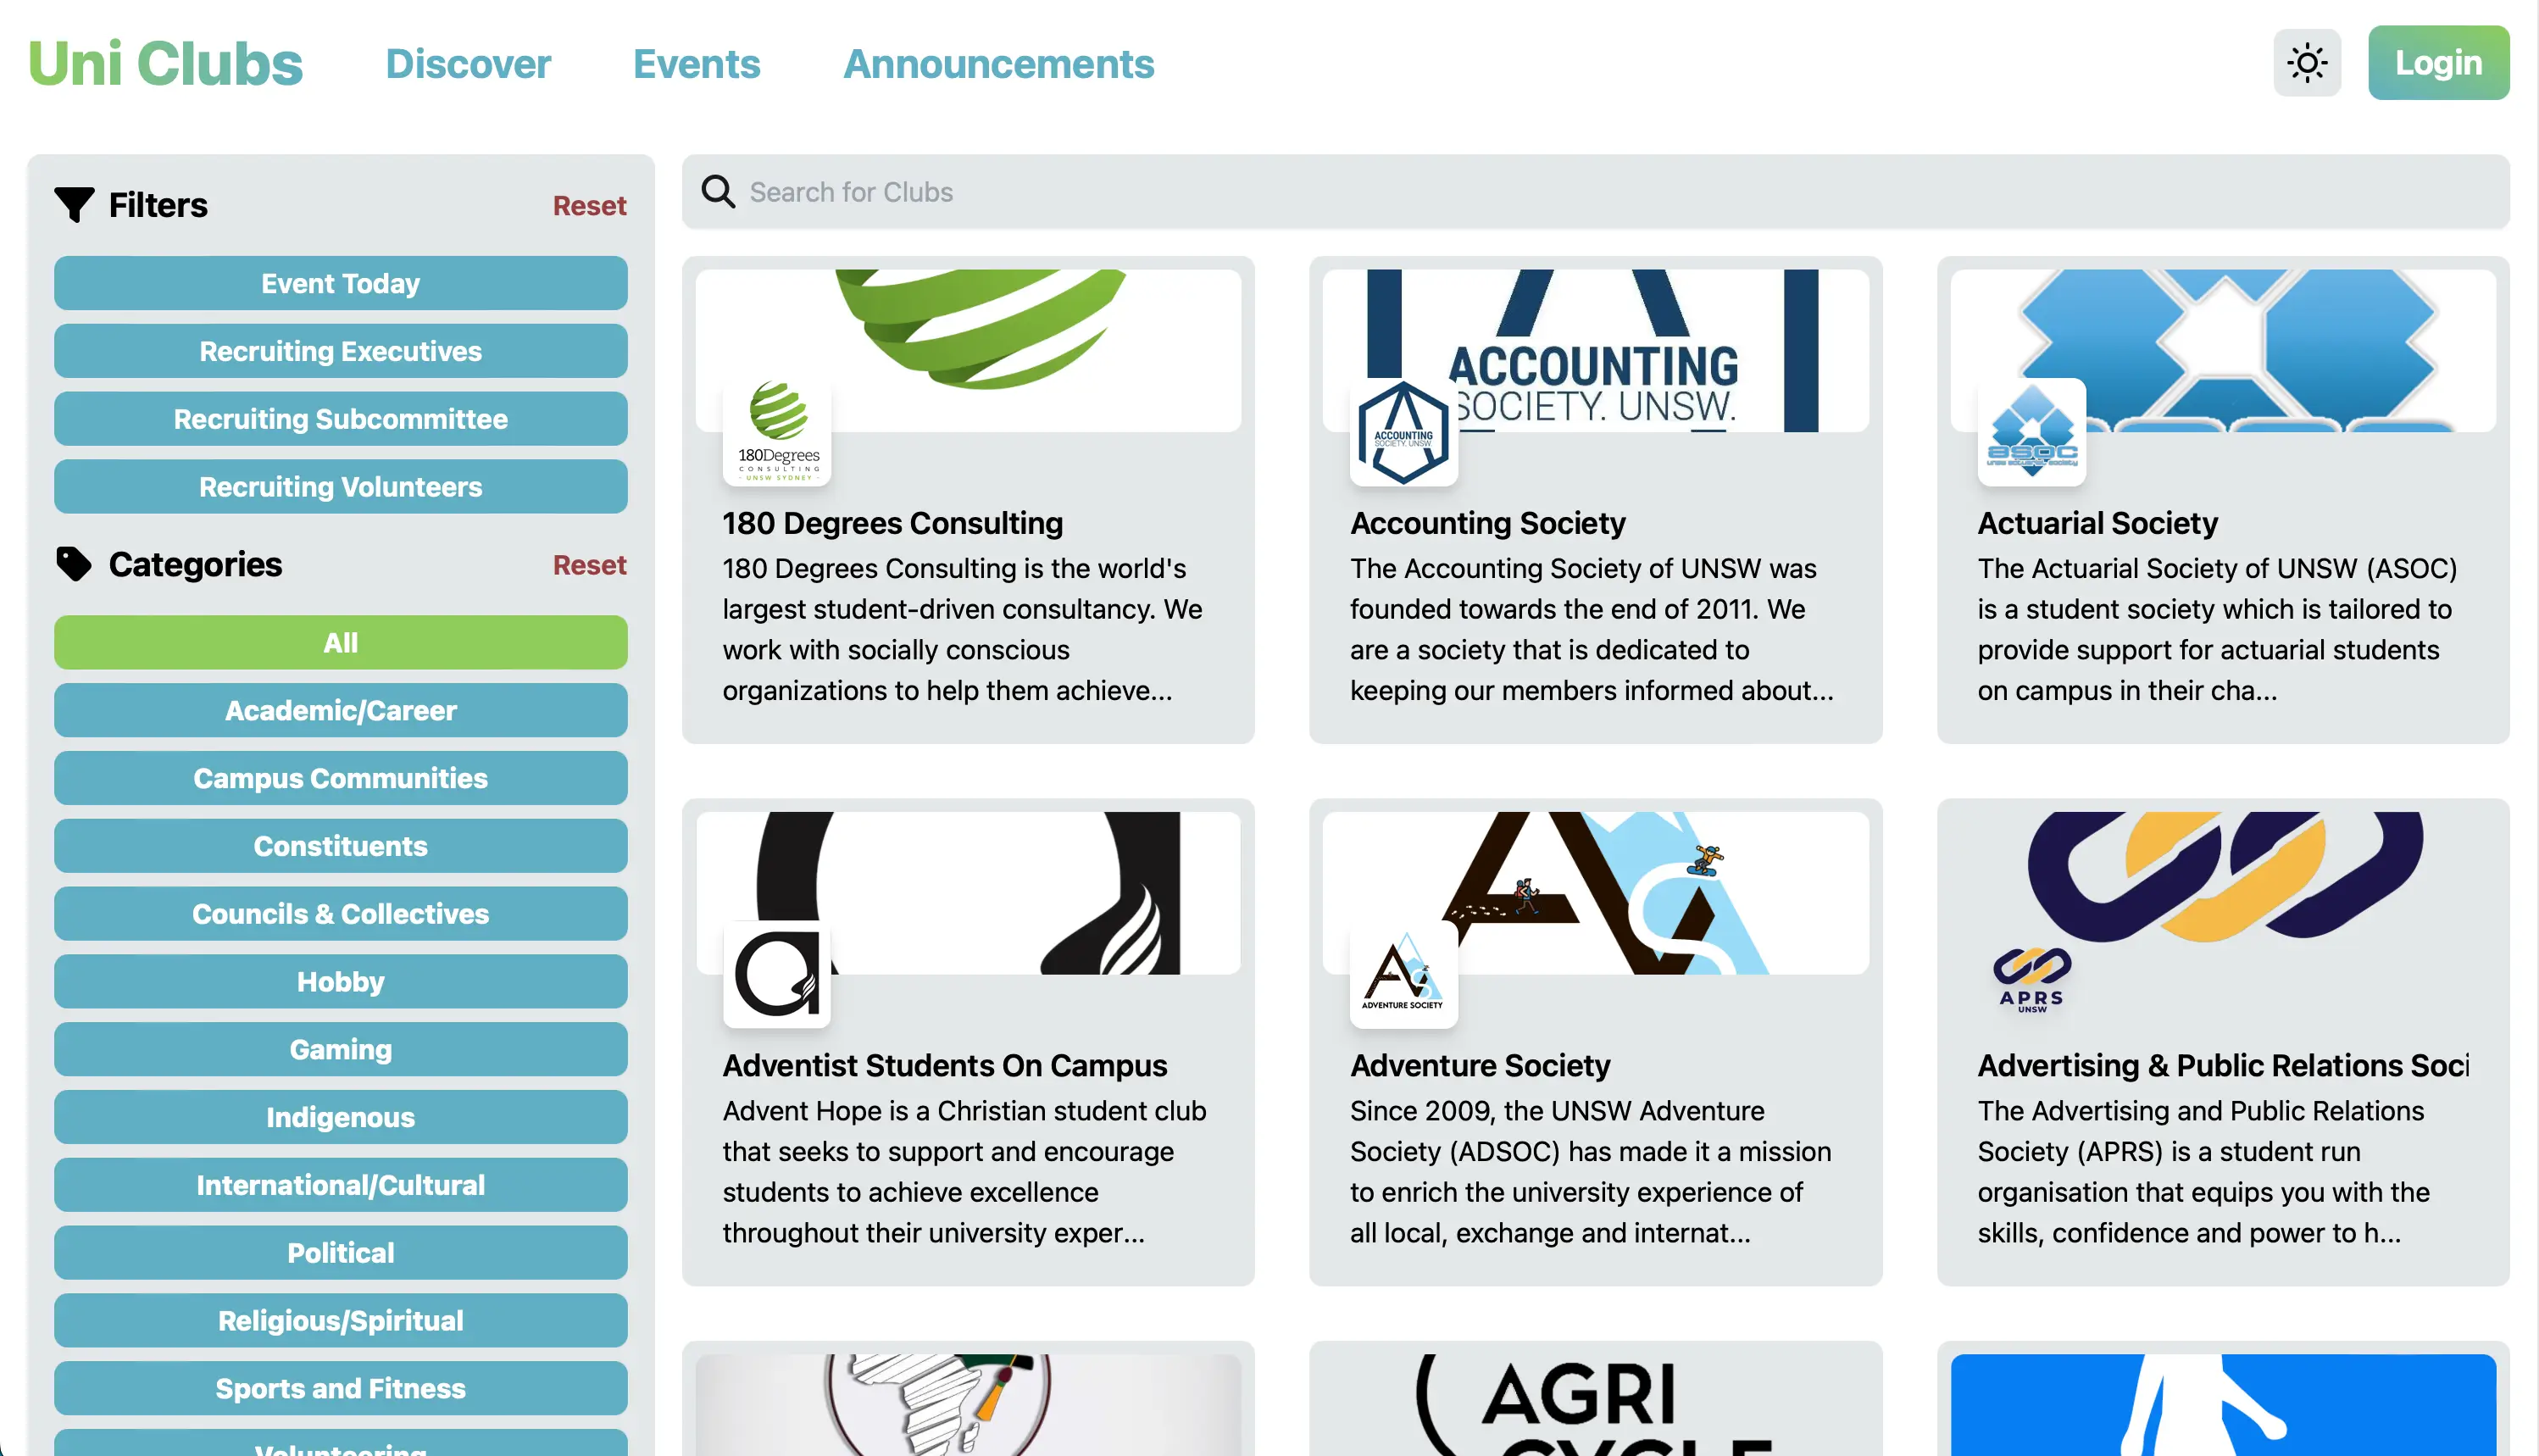 Uni Clubs
Discover
Events
Announcements
Login
Filters
Reset
Event Today
Recruiting Executives
Recruiting Subcommittee
Recruiting Volunteers
Categories
Reset
All
Academic/Career
Campus Communities
Constituents
Councils & Collectives
Hobby
Gaming
Indigenous
International/Cultural
Political
Religious/Spiritual
Sports and Fitness
Volunteering
Search for Clubs
180Degrees
CONSULTING
- UNSW SYDNEY -
180 Degrees Consulting
180 Degrees Consulting is the world's
largest student-driven consultancy. We
work with socially conscious
organizations to help them achieve...
ACCOUNTING
SOCIETY. UNSW.
ACCOUNTING
SOCIETY. UNSW.
Accounting Society
The Accounting Society of UNSW was
founded towards the end of 2011. We
are a society that is dedicated to
keeping our members informed about...
asoc
unsw actuarial society
Actuarial Society
The Actuarial Society of UNSW (ASOC)
is a student society which is tailored to
provide support for actuarial students
on campus in their cha...
Adventist Students On Campus
Advent Hope is a Christian student club
that seeks to support and encourage
students to achieve excellence
throughout their university exper...
ADVENTURE SOCIETY
Adventure Society
Since 2009, the UNSW Adventure
Society (ADSOC) has made it a mission
to enrich the university experience of
all local, exchange and internat...
APRS
UNSW
Advertising & Public Relations Soci
The Advertising and Public Relations
Society (APRS) is a student run
organisation that equips you with the
skills, confidence and power to h...
AGRI
CYCLE